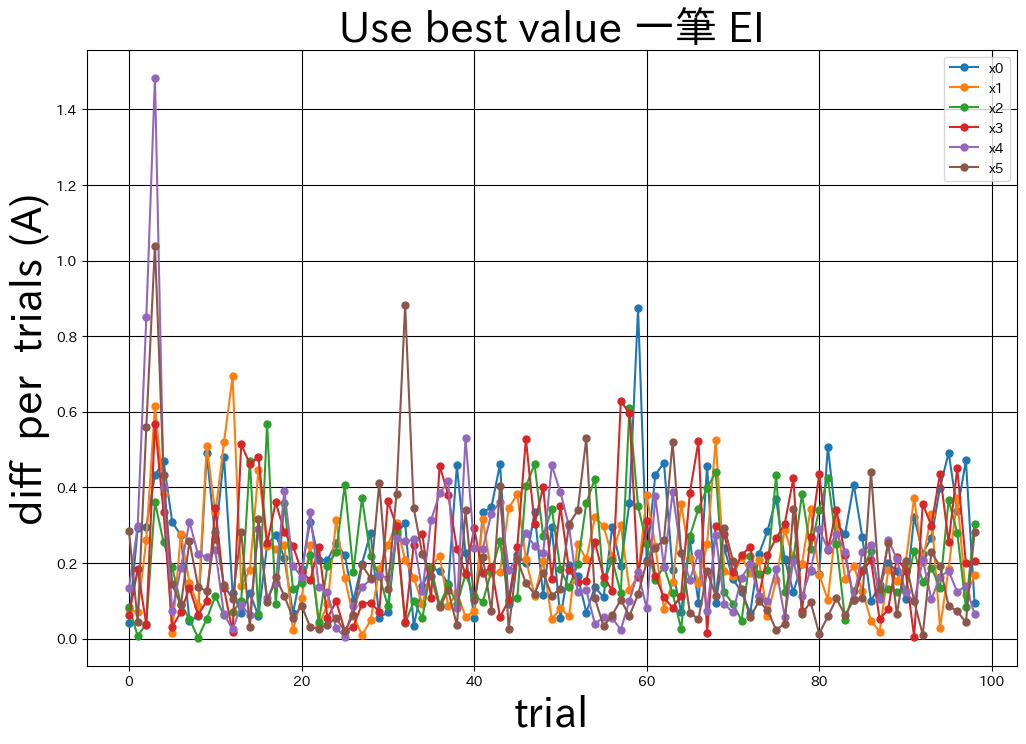 Use best value 一筆 EI
x0
x1
x2
x3
x4
x5
diff per trials (A)
1.4
1.2
1.0
0.8
0.6
0.4
0.2
0.0
0 20 40 60 80 100
trial